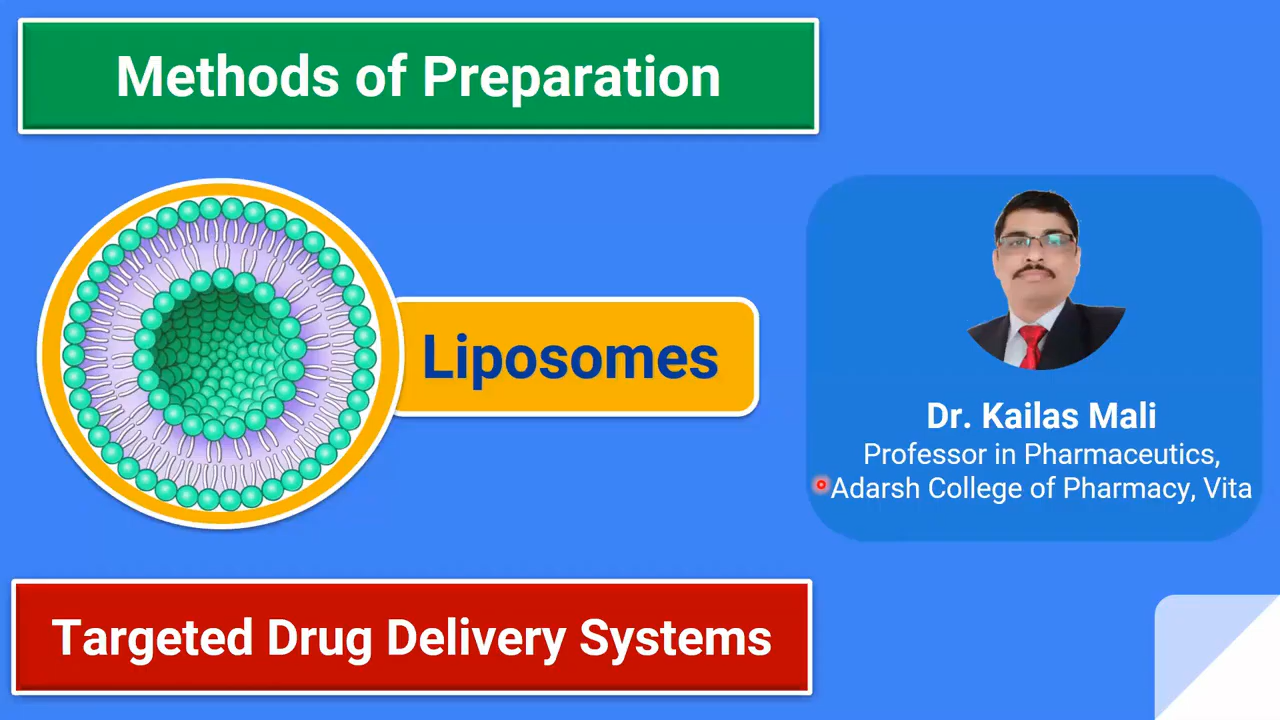 Methods of Preparation
Liposomes
Dr. Kailas Mali
Professor in Pharmaceutics,
Adarsh College of Pharmacy, Vita
Targeted Drug Delivery Systems